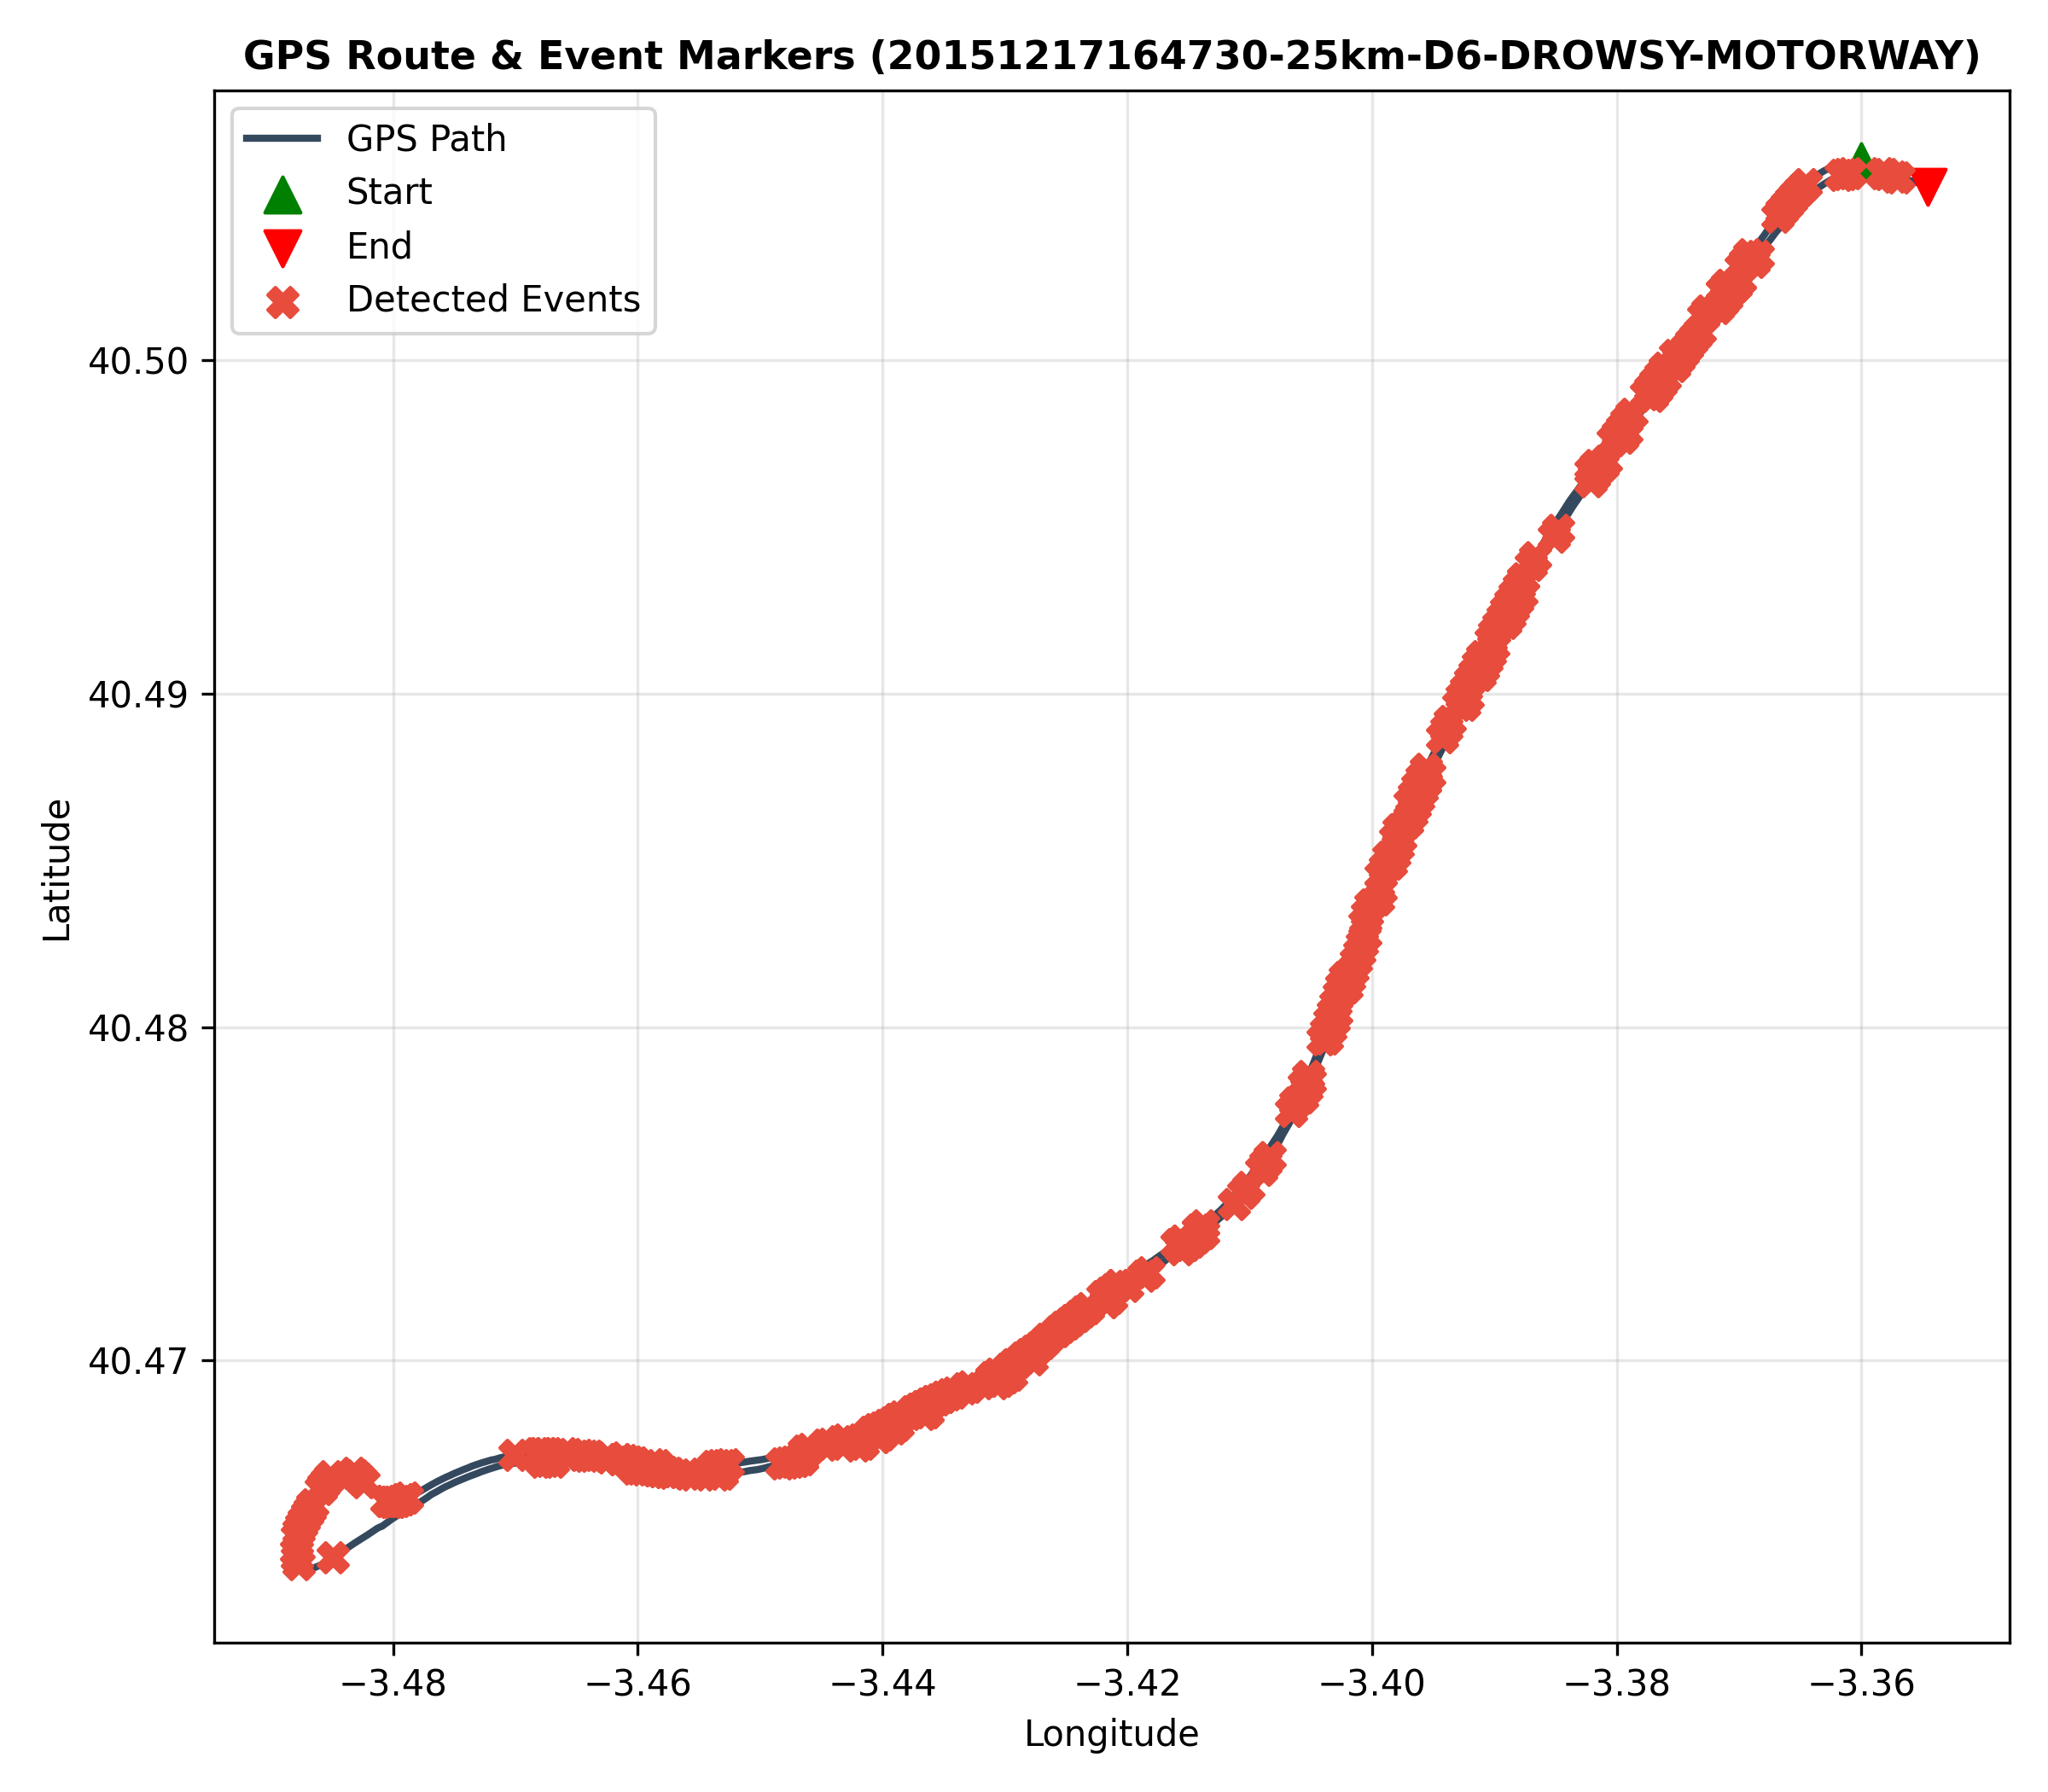 GPS Route & Event Markers (20151217164730-25km-D6-DROWSY-MOTORWAY)
GPS Path
Start
End
Detected Events
40.50
40.49
40.48
40.47
Latitude
−3.48 −3.46 −3.44 −3.42 −3.40 −3.38 −3.36
Longitude